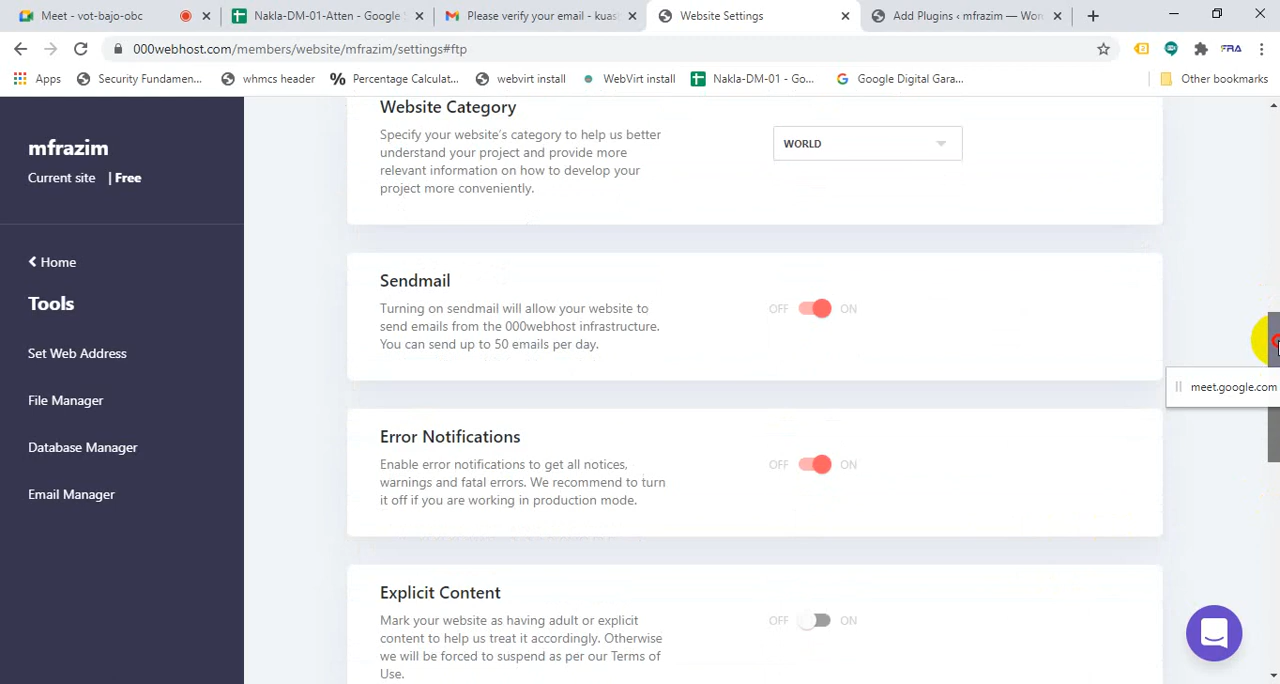 Meet - vot-bajo-obc
Nakla-DM-01-Atten - Google
Please verify your email - kuas
Website Settings
Add Plugins ‹ mfrazim — Wor
000webhost.com/members/website/mfrazim/settings#ftp
FRA
Apps
Security Fundamen...
whmcs header
Percentage Calculat...
webvirt install
WebVirt install
Nakla-DM-01 - Go...
Google Digital Gara...
Other bookmarks
mfrazim
Current site | Free
Home
Tools
Set Web Address
File Manager
Database Manager
Email Manager
Website Category
Specify your website's category to help us better
understand your project and provide more
relevant information on how to develop your
project more conveniently.
WORLD
Sendmail
Turning on sendmail will allow your website to
send emails from the 000webhost infrastructure.
You can send up to 50 emails per day.
OFF ON
meet.google.com
Error Notifications
Enable error notifications to get all notices,
warnings and fatal errors. We recommend to turn
it off if you are working in production mode.
OFF ON
Explicit Content
Mark your website as having adult or explicit
content to help us treat it accordingly. Otherwise
we will be forced to suspend as per our Terms of
Use.
OFF ON